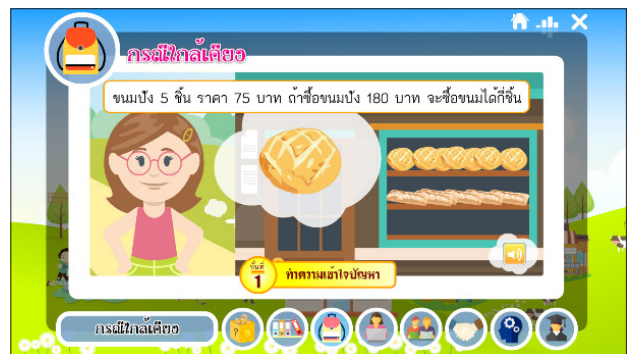 กรณีใกล้เคียง
ขนมปัง 5 ชิ้น ราคา 75 บาท ถ้าซื้อขนมปัง 180 บาท จะซื้อขนมได้กี่ชิ้น
ขั้นที่
1
ทำความเข้าใจปัญหา
กรณีใกล้เคียง